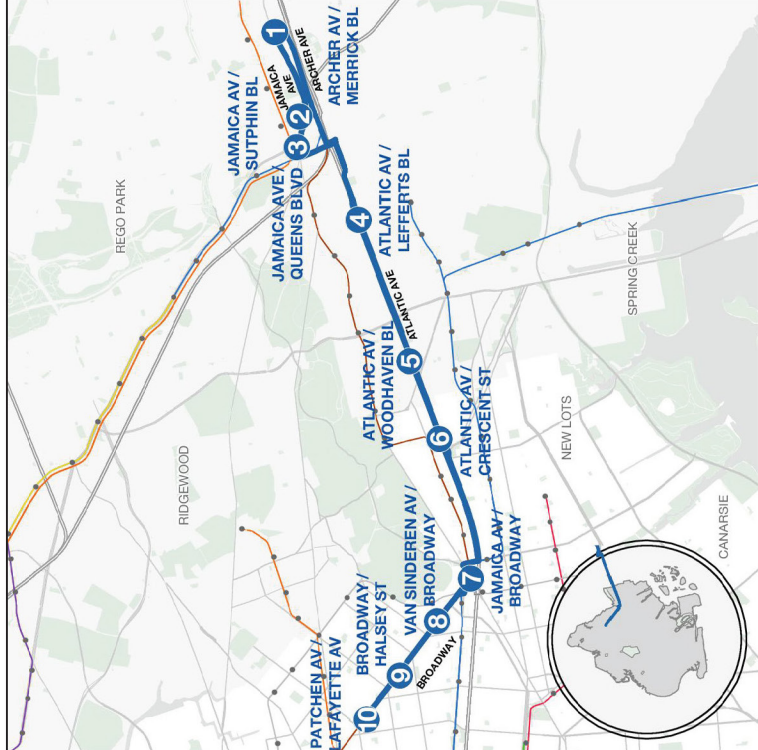 1
JAMAICA
AVE
ARCHER AVE
ARCHER AV /
MERRICK BL
2
JAMAICA AV /
SUTPHIN BL
3
JAMAICA AVE /
QUEENS BLVD
REGO PARK
4
ATLANTIC AV /
LEFFERTS BL
ATLANTIC AVE
5
ATLANTIC AV /
WOODHAVEN BL
6
ATLANTIC AV /
CRESCENT ST
SPRING CREEK
RIDGEWOOD
NEW LOTS
7
JAMAICA AV /
BROADWAY
8
VAN SINDEREN AV /
BROADWAY
9
BROADWAY /
HALSEY ST
BROADWAY
10
PATCHEN AV /
LAFAYETTE AV
CANARSIE